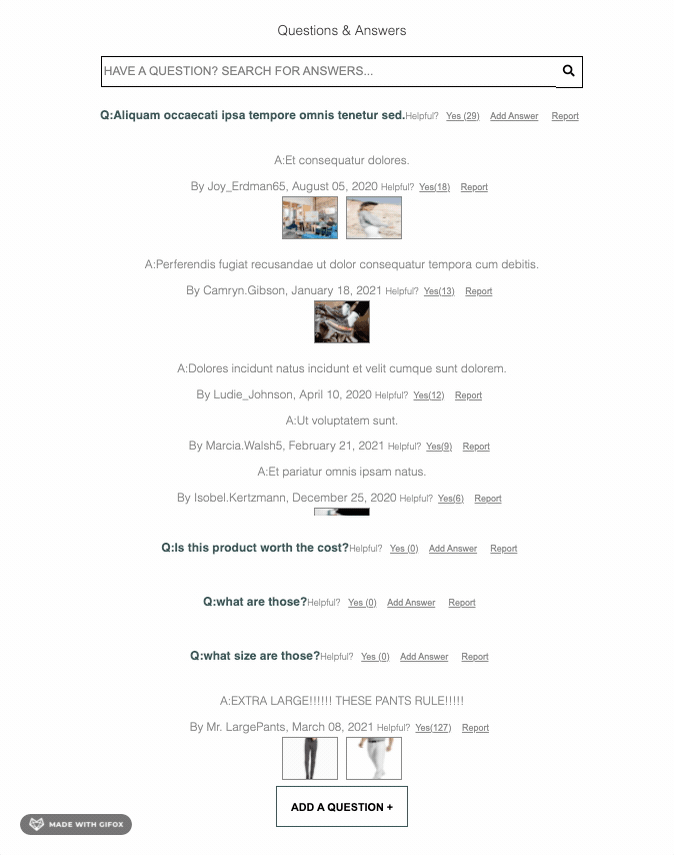 Questions & Answers
HAVE A QUESTION? SEARCH FOR ANSWERS...
Q:Aliquam occaecati ipsa tempore omnis tenetur sed.Helpful? Yes (29) Add Answer Report
A:Et consequatur dolores.
By Joy_Erdman65, August 05, 2020 Helpful? Yes(18) Report
A:Perferendis fugiat recusandae ut dolor consequatur tempora cum debitis.
By Camryn.Gibson, January 18, 2021 Helpful? Yes(13) Report
A:Dolores incidunt natus incidunt et velit cumque sunt dolorem.
By Ludie_Johnson, April 10, 2020 Helpful? Yes(12) Report
A:Ut voluptatem sunt.
By Marcia.Walsh5, February 21, 2021 Helpful? Yes(9) Report
A:Et pariatur omnis ipsam natus.
By Isobel.Kertzmann, December 25, 2020 Helpful? Yes(6) Report
Q:Is this product worth the cost?Helpful? Yes (0) Add Answer Report
Q:what are those?Helpful? Yes (0) Add Answer Report
Q:what size are those?Helpful? Yes (0) Add Answer Report
A:EXTRA LARGE!!!!!! THESE PANTS RULE!!!!!
By Mr. LargePants, March 08, 2021 Helpful? Yes(127) Report
ADD A QUESTION +
MADE WITH GIFOX